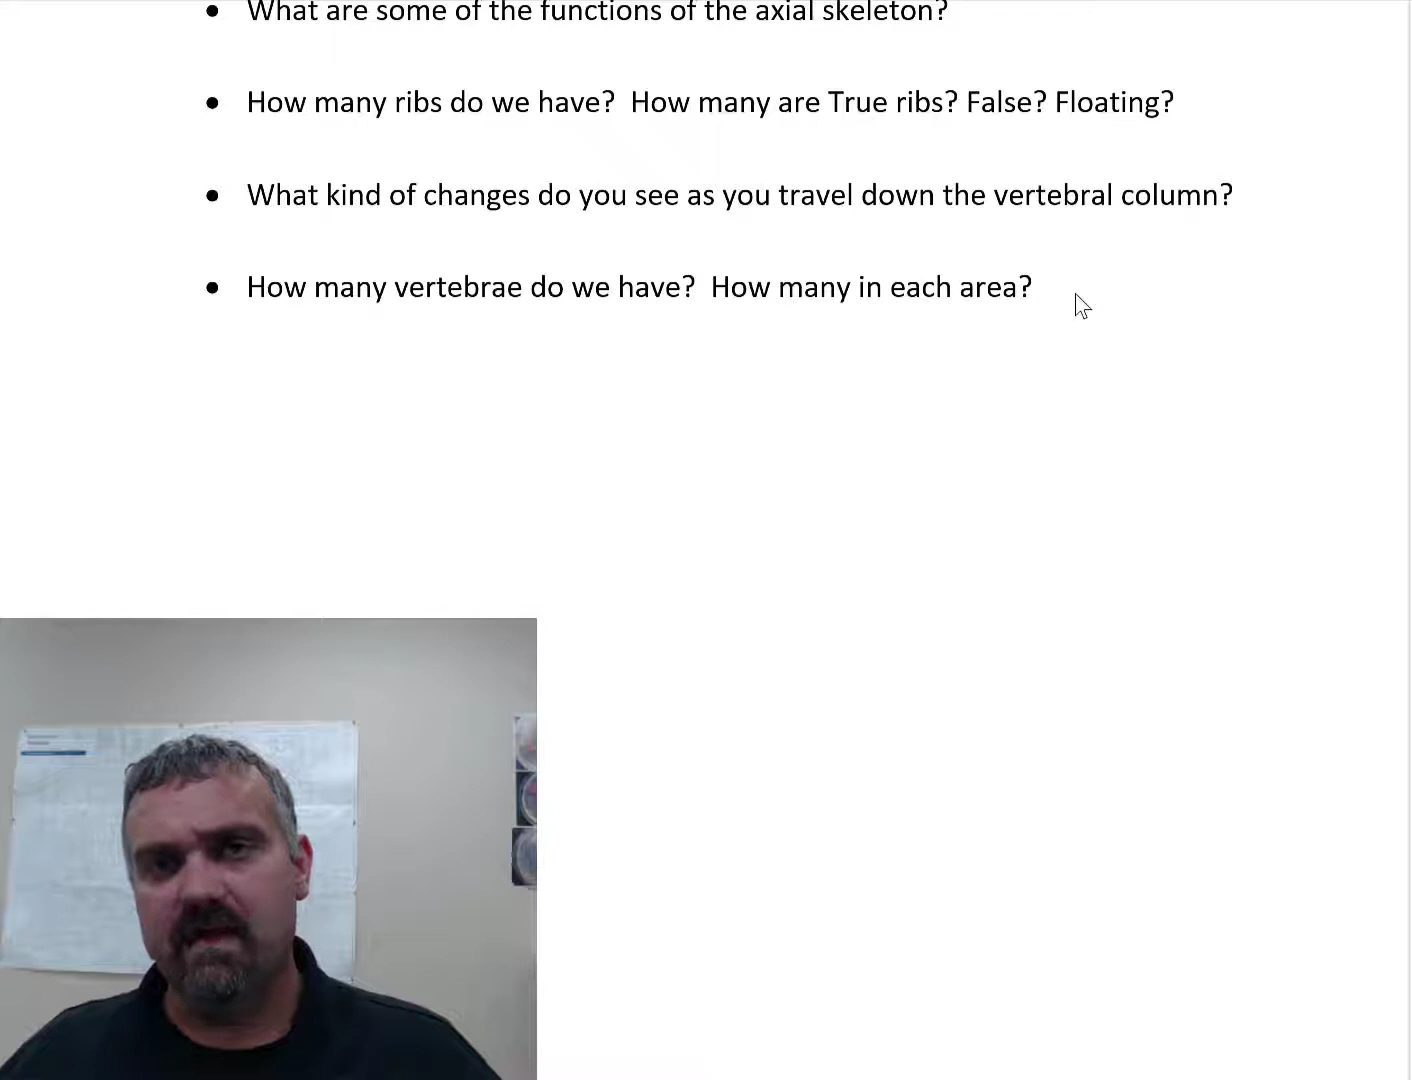 • What are some of the functions of the axial skeleton?
• How many ribs do we have?  How many are True ribs? False? Floating?
• What kind of changes do you see as you travel down the vertebral column?
• How many vertebrae do we have?  How many in each area?